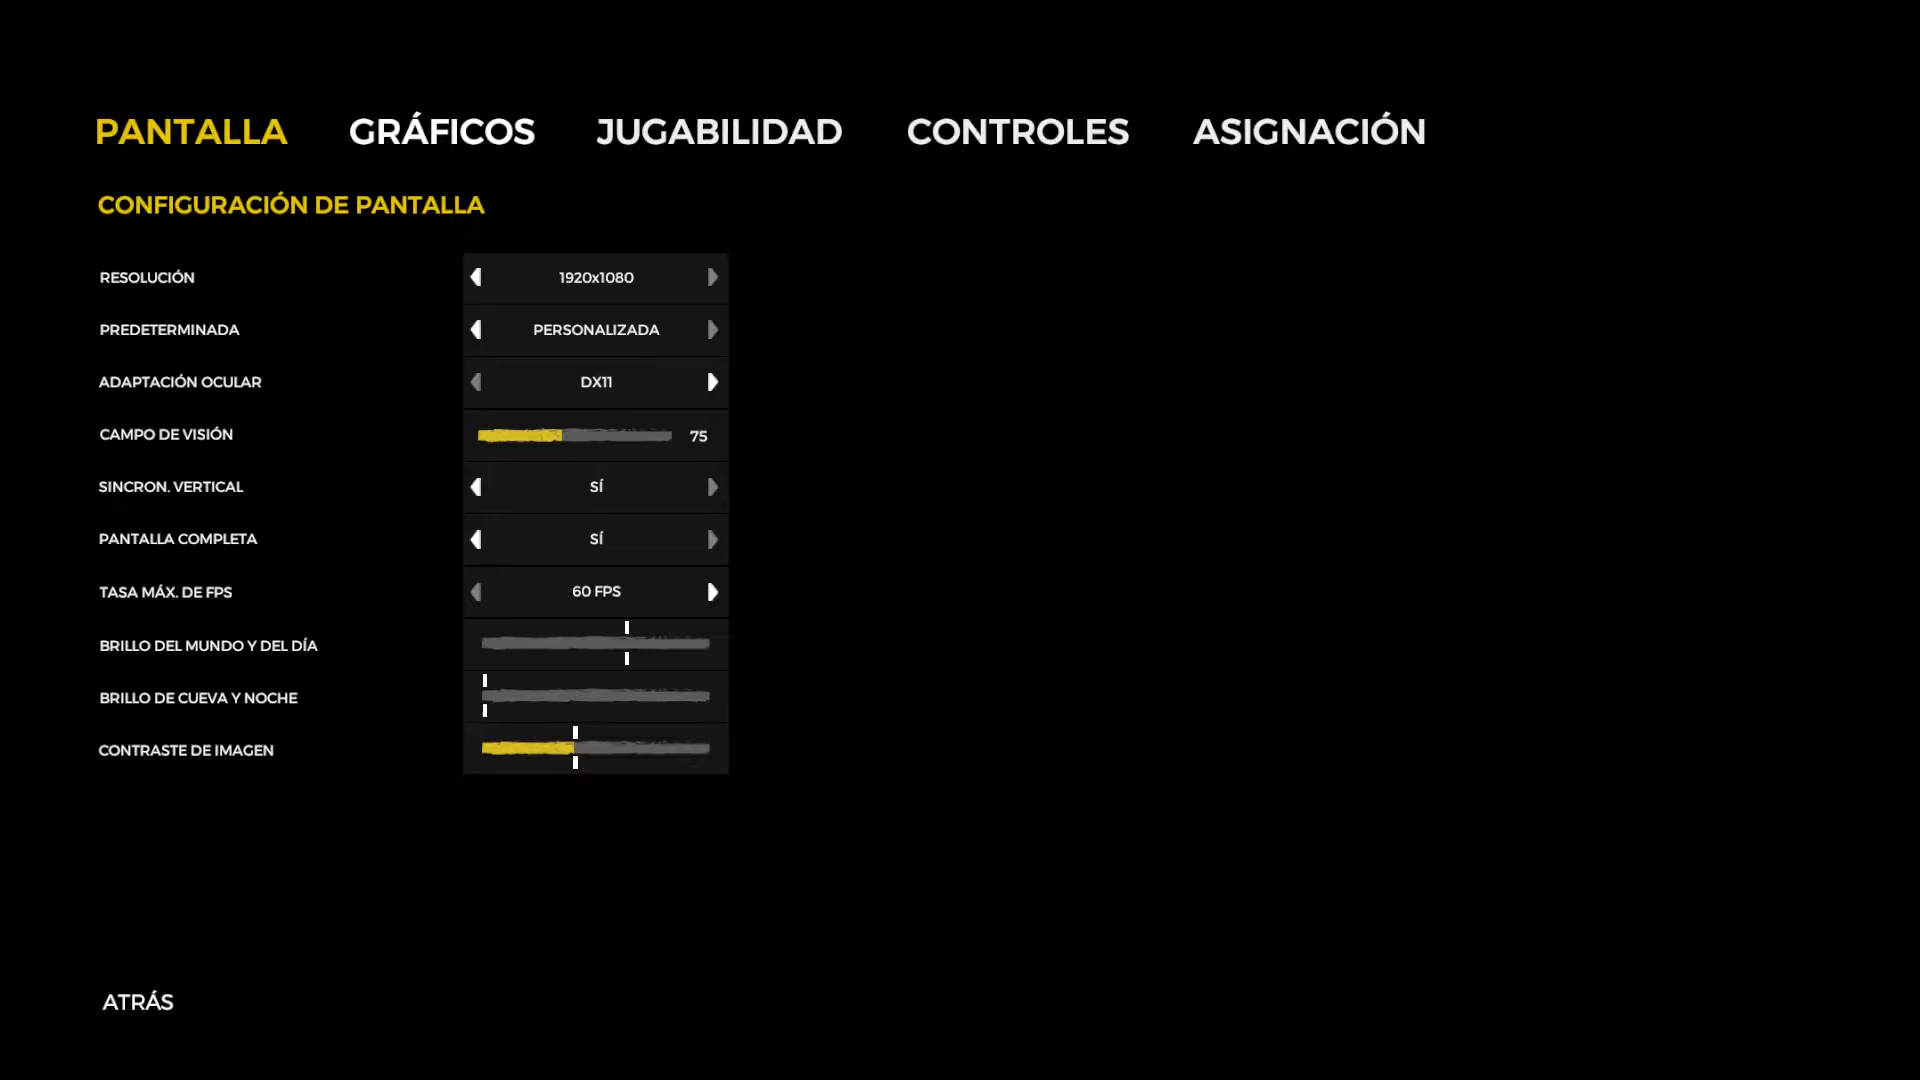 PANTALLA GRÁFICOS JUGABILIDAD CONTROLES ASIGNACIÓN
CONFIGURACIÓN DE PANTALLA
RESOLUCIÓN 1920x1080
PREDETERMINADA PERSONALIZADA
ADAPTACIÓN OCULAR DX11
CAMPO DE VISIÓN 75
SINCRON. VERTICAL SÍ
PANTALLA COMPLETA SÍ
TASA MÁX. DE FPS 60 FPS
BRILLO DEL MUNDO Y DEL DÍA
BRILLO DE CUEVA Y NOCHE
CONTRASTE DE IMAGEN
ATRÁS